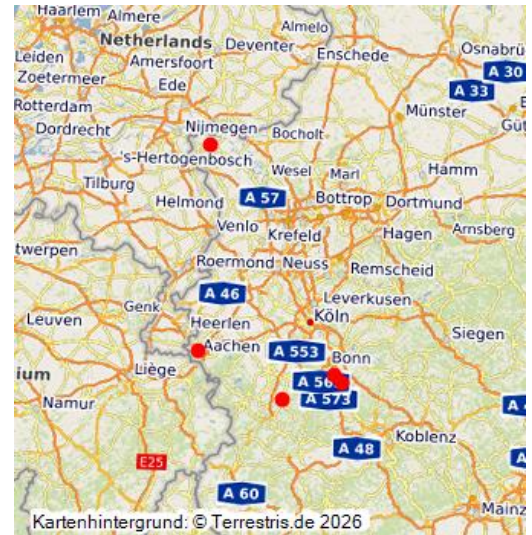 Haarlem Almere
Almelo
Netherlands
Osnabrü
Leiden
Deventer
Amersfoort
Enschede
A 30
Zoetermeer
Ede
A 33
Rotterdam
Münster
Güt
Dordrecht
Nijmegen
Bocholt
's-Hertogenbosch
Wesel
Marl
Hamm
Tilburg
A 57
Bottrop
Dortmund
Helmond
Venlo
Krefeld
Hagen
Arnsberg
twerpen
Roermond
Neuss
Remscheid
A 46
Leverkusen
Genk
Heerlen
Köln
Leuven
Siegen
Aachen
A 553
Bonn
Liège
ium
A 573
Namur
Koblenz
A 48
E25
A 60
Mainz
Kartenhintergrund: © Terrestris.de 2026